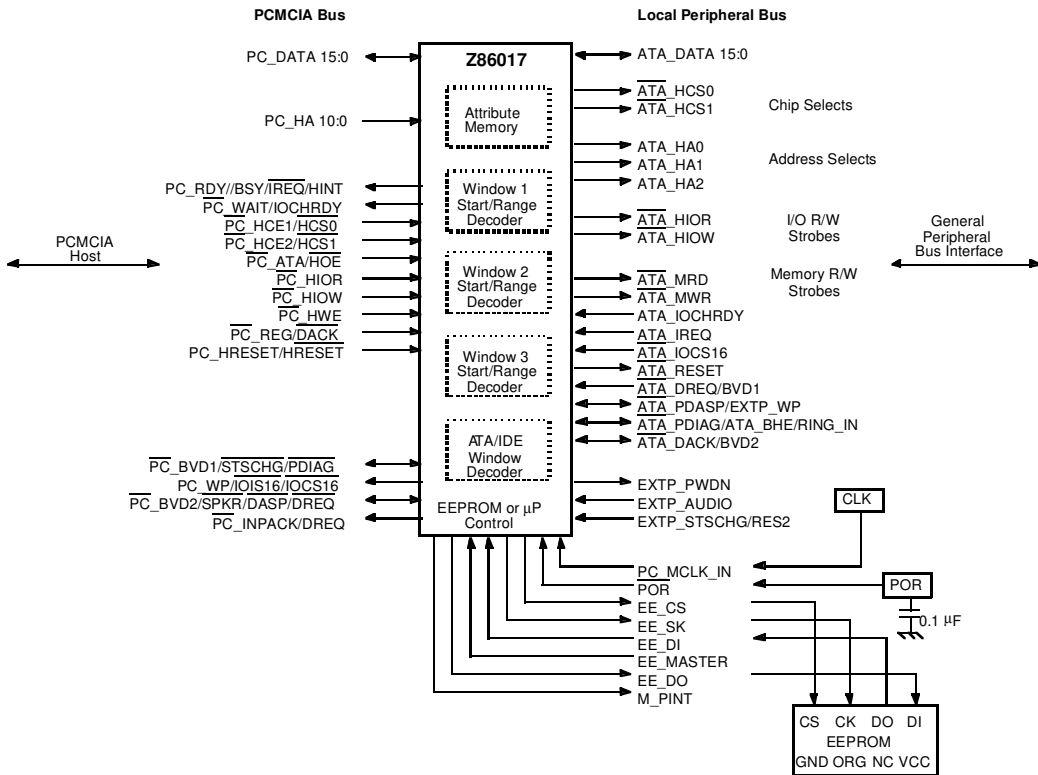 PCMCIA Bus
Local Peripheral Bus
Z86017
PC_DATA 15:0
ATA_DATA 15:0
Attribute
Memory
ATA_HCS0
ATA_HCS1
Chip Selects
PC_HA 10:0
ATA_HA0
ATA_HA1
ATA_HA2
Address Selects
PC_RDY//BSY/IREQ/HINT
PC_WAIT/IOCHRDY
PC_HCE1/HCS0
PC_HCE2/HCS1
PC_ATA/HOE
PC_HIOR
PC_HIOW
PC_HWE
PC_REG/DACK
PC_HRESET/HRESET
PCMCIA
Host
Window 1
Start/Range
Decoder
Window 2
Start/Range
Decoder
Window 3
Start/Range
Decoder
ATA/IDE
Window
Decoder
EEPROM or µP
Control
ATA_HIOR
ATA_HIOW
I/O R/W
Strobes
General
Peripheral
Bus Interface
ATA_MRD
ATA_MWR
Memory R/W
Strobes
ATA_IOCHRDY
ATA_IREQ
ATA_IOCS16
ATA_RESET
ATA_DREQ/BVD1
ATA_PDASP/EXTP_WP
ATA_PDIAG/ATA_BHE/RING_IN
ATA_DACK/BVD2
PC_BVD1/STSCHG/PDIAG
PC_WP/IOIS16/IOCS16
PC_BVD2/SPKR/DASP/DREQ
PC_INPACK/DREQ
EXTP_PWDN
EXTP_AUDIO
EXTP_STSCHG/RES2
CLK
PC_MCLK_IN
POR
POR
0.1 µF
EE_CS
EE_SK
EE_DI
EE_MASTER
EE_DO
M_PINT
CS CK DO DI
EEPROM
GND ORG NC VCC